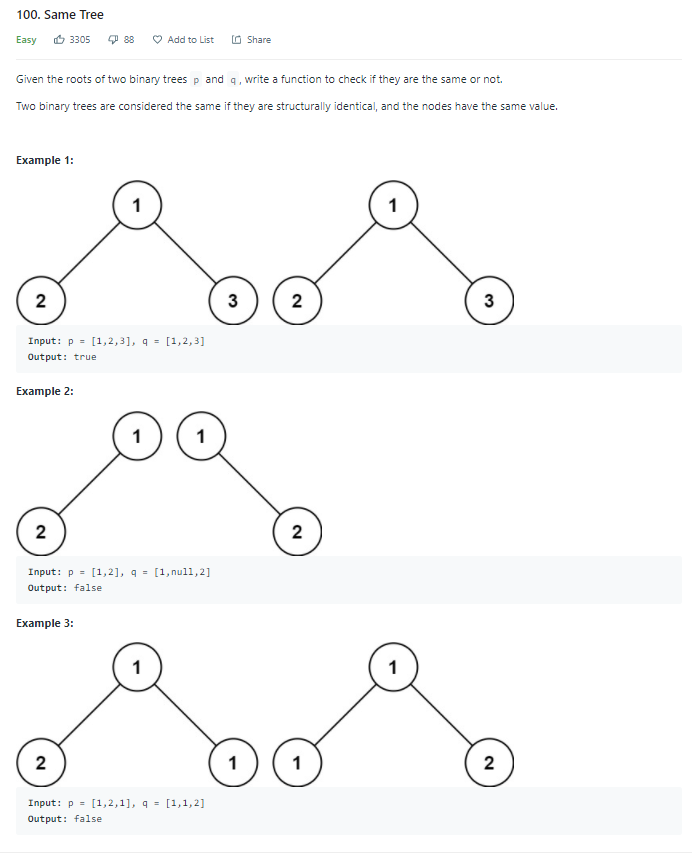 100. Same Tree
Easy 3305 88 Add to List Share
Given the roots of two binary trees p and q, write a function to check if they are the same or not.
Two binary trees are considered the same if they are structurally identical, and the nodes have the same value.
Example 1:
1 1
2 3 2 3
Input: p = [1,2,3], q = [1,2,3]
Output: true
Example 2:
1 1
2 2
Input: p = [1,2], q = [1,null,2]
Output: false
Example 3:
1 1
2 1 1 2
Input: p = [1,2,1], q = [1,1,2]
Output: false